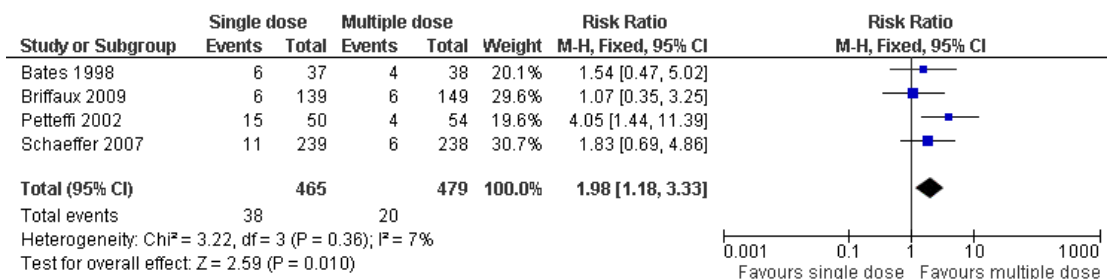 Single dose Multiple dose Risk Ratio Risk Ratio
Study or Subgroup Events Total Events Total Weight M-H, Fixed, 95% CI M-H, Fixed, 95% CI
Bates 1998 6 37 4 38 20.1% 1.54 [0.47, 5.02]
Briffaux 2009 6 139 6 149 29.6% 1.07 [0.35, 3.25]
Petteffi 2002 15 50 4 54 19.6% 4.05 [1.44, 11.39]
Schaeffer 2007 11 239 6 238 30.7% 1.83 [0.69, 4.86]
Total (95% CI) 465 479 100.0% 1.98 [1.18, 3.33]
Total events 38 20
Heterogeneity: Chi² = 3.22, df = 3 (P = 0.36); I² = 7%
Test for overall effect: Z = 2.59 (P = 0.010)
0.001 0.1 1 10 1000
Favours single dose Favours multiple dose